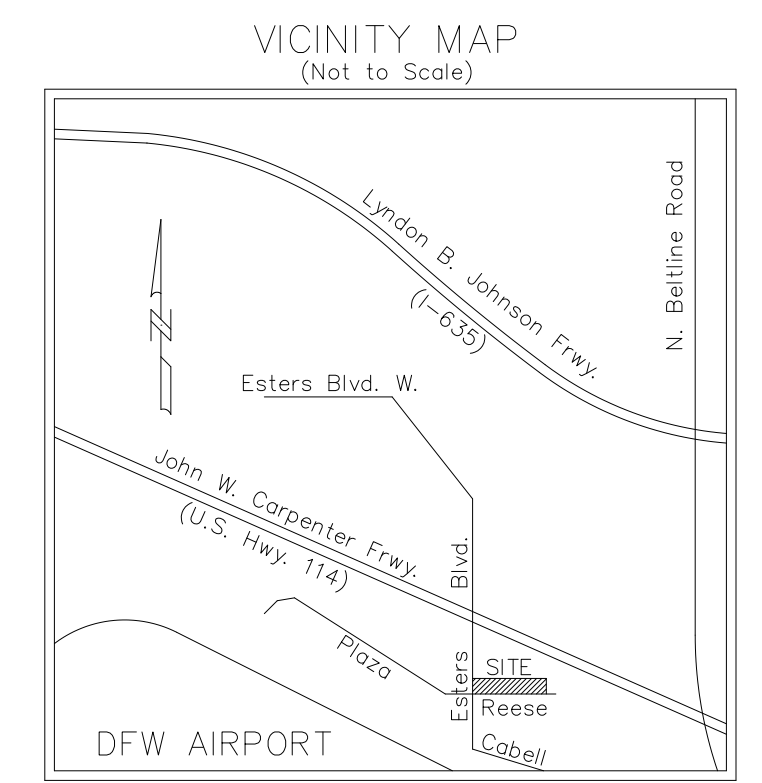 VICINITY MAP
(Not to Scale)
Lyndon B. Johnson Frwy.
(I-635)
N. Beltline Road
N
Esters Blvd. W.
John W. Carpenter Frwy.
(U.S. Hwy. 114)
Esters Blvd.
Plaza
SITE
Reese
Cabell
DFW AIRPORT